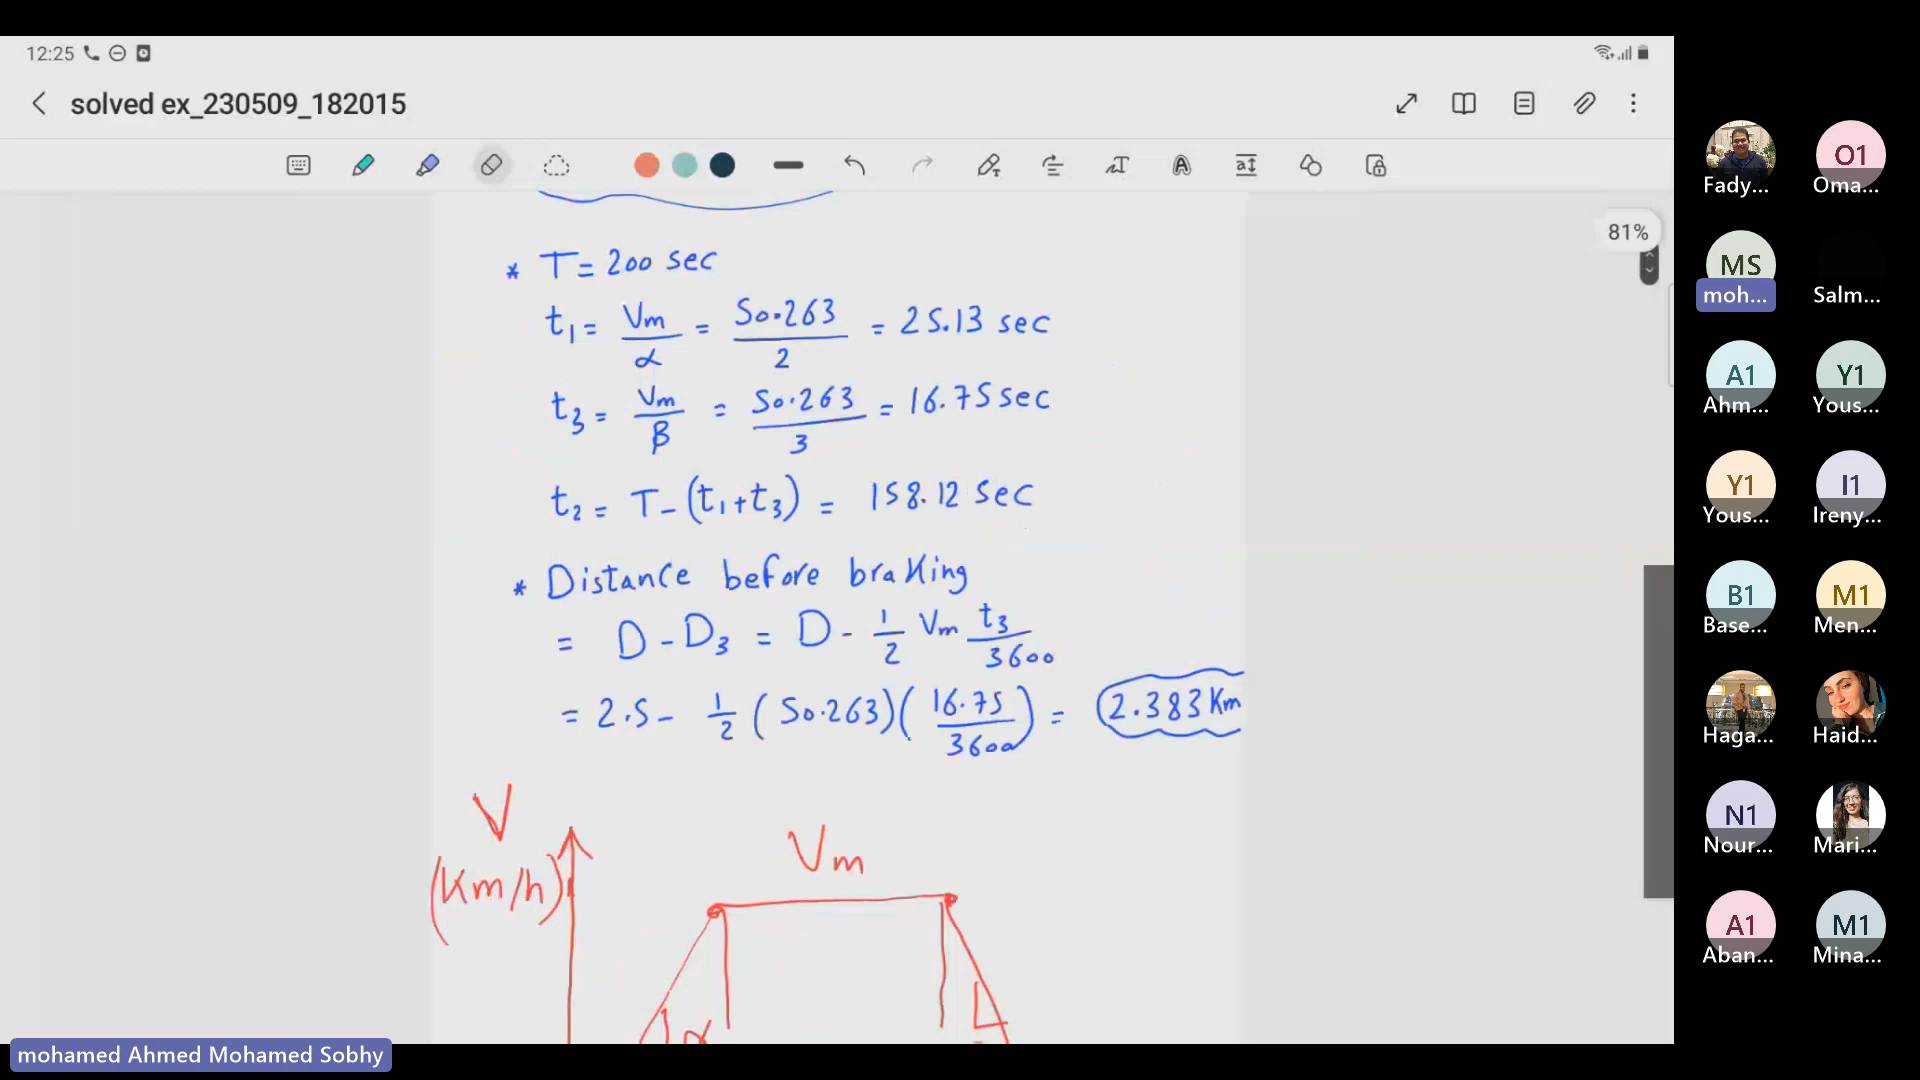 12:25
solved ex_230509_182015
81%
* T = 200 sec
t₁ = Vm / α = 50.263 / 2 = 25.13 sec
t₃ = Vm / β = 50.263 / 3 = 16.75 sec
t₂ = T - (t₁ + t₃) = 158.12 sec
* Distance before braking
= D - D₃ = D - 1/2 Vm t₃ / 3600
= 2.5 - 1/2 (50.263) (16.75 / 3600) = 2.383 Km
V
(Km/h)
Vm
α
Fady...
O1
Oma...
MS
moh...
Salm...
A1
Ahm...
Y1
Yous...
Y1
Yous...
I1
Ireny...
B1
Base...
M1
Men...
Haga...
Haid...
N1
Nour...
Mari...
A1
Aban...
M1
Mina...
mohamed Ahmed Mohamed Sobhy